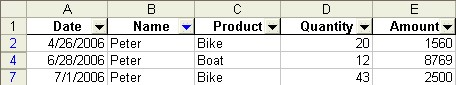 A B C D E
1 Date Name Product Quantity Amount
2 4/26/2006 Peter Bike 20 1560
4 6/28/2006 Peter Boat 12 8769
7 7/1/2006 Peter Bike 43 2500